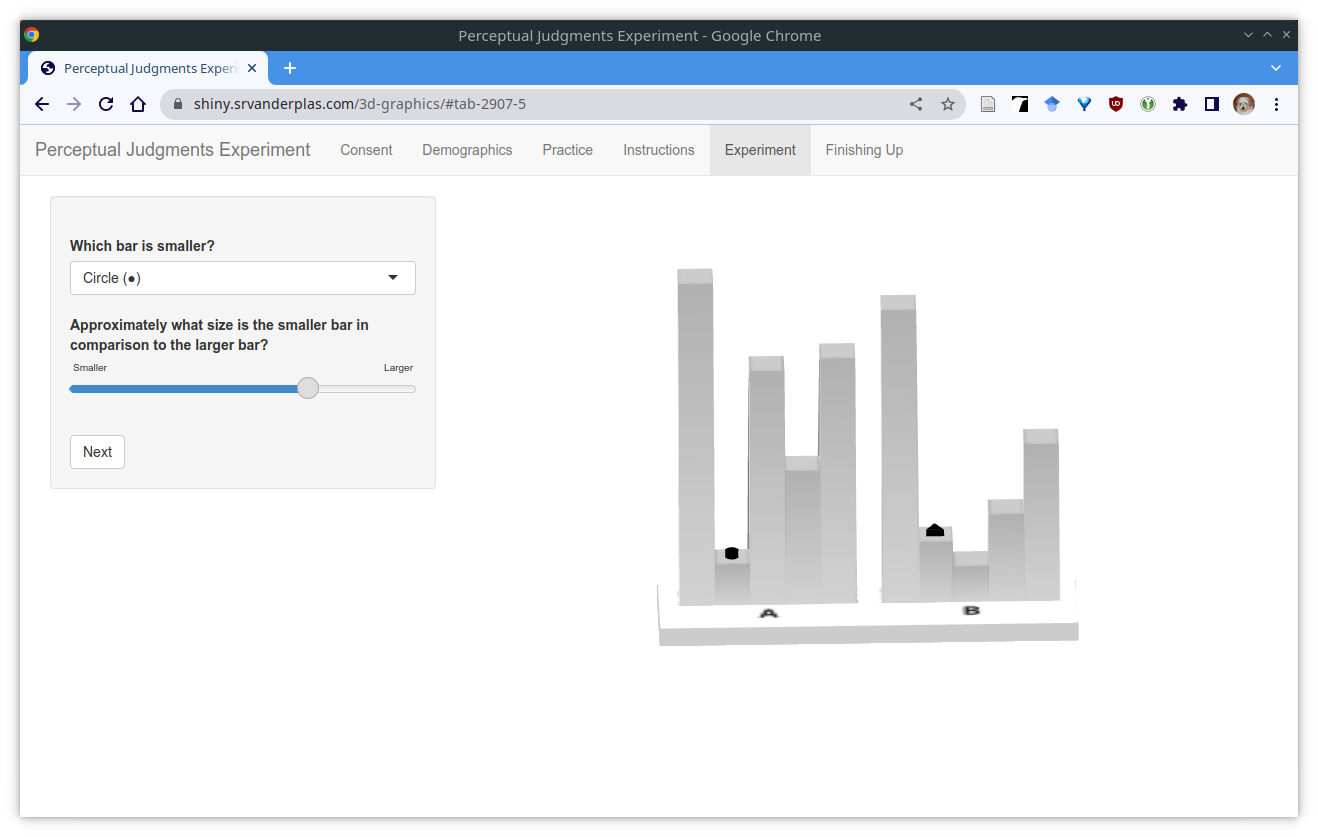 Perceptual Judgments Experiment - Google Chrome
Perceptual Judgments Experi
shiny.srvanderplas.com/3d-graphics/#tab-2907-5
Perceptual Judgments Experiment Consent Demographics Practice Instructions Experiment Finishing Up
Which bar is smaller?
Circle (●)
Approximately what size is the smaller bar in
comparison to the larger bar?
Smaller Larger
Next
A B